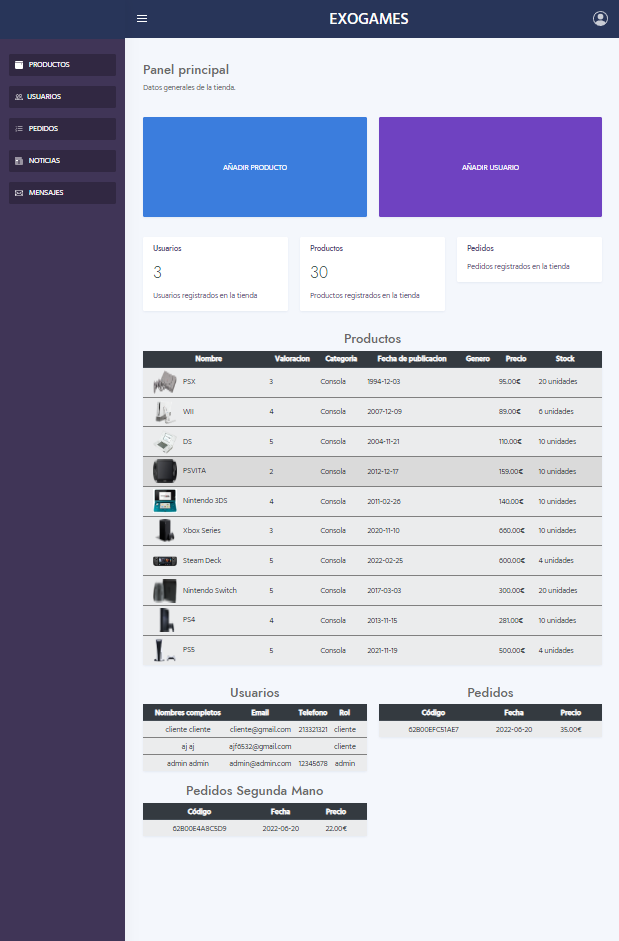 EXOGAMES
PRODUCTOS
USUARIOS
PEDIDOS
NOTICIAS
MENSAJES
Panel principal
Datos generales de la tienda.
AÑADIR PRODUCTO AÑADIR USUARIO
Usuarios
3
Usuarios registrados en la tienda
Productos
30
Productos registrados en la tienda
Pedidos
Pedidos registrados en la tienda
Productos
Nombre Valoracion Categoria Fecha de publicacion Genero Precio Stock
PSX 3 Consola 1994-12-03 95.00€ 20 unidades
WII 4 Consola 2007-12-09 89.00€ 6 unidades
DS 5 Consola 2004-11-21 110.00€ 10 unidades
PSVITA 2 Consola 2012-12-17 159.00€ 10 unidades
Nintendo 3DS 4 Consola 2011-02-26 140.00€ 10 unidades
Xbox Series 3 Consola 2020-11-10 660.00€ 10 unidades
Steam Deck 5 Consola 2022-02-25 600.00€ 4 unidades
Nintendo Switch 5 Consola 2017-03-03 300.00€ 20 unidades
PS4 4 Consola 2013-11-15 281.00€ 10 unidades
PS5 5 Consola 2021-11-19 500.00€ 4 unidades
Usuarios
Nombres completos Email Telefono Rol
cliente cliente cliente@gmail.com 213321321 cliente
aj aj ajf6532@gmail.com cliente
admin admin admin@admin.com 12345678 admin
Pedidos
Código Fecha Precio
62B00EFC51AE7 2022-06-20 35.00€
Pedidos Segunda Mano
Código Fecha Precio
62B00E4A8C5D9 2022-06-20 22.00€